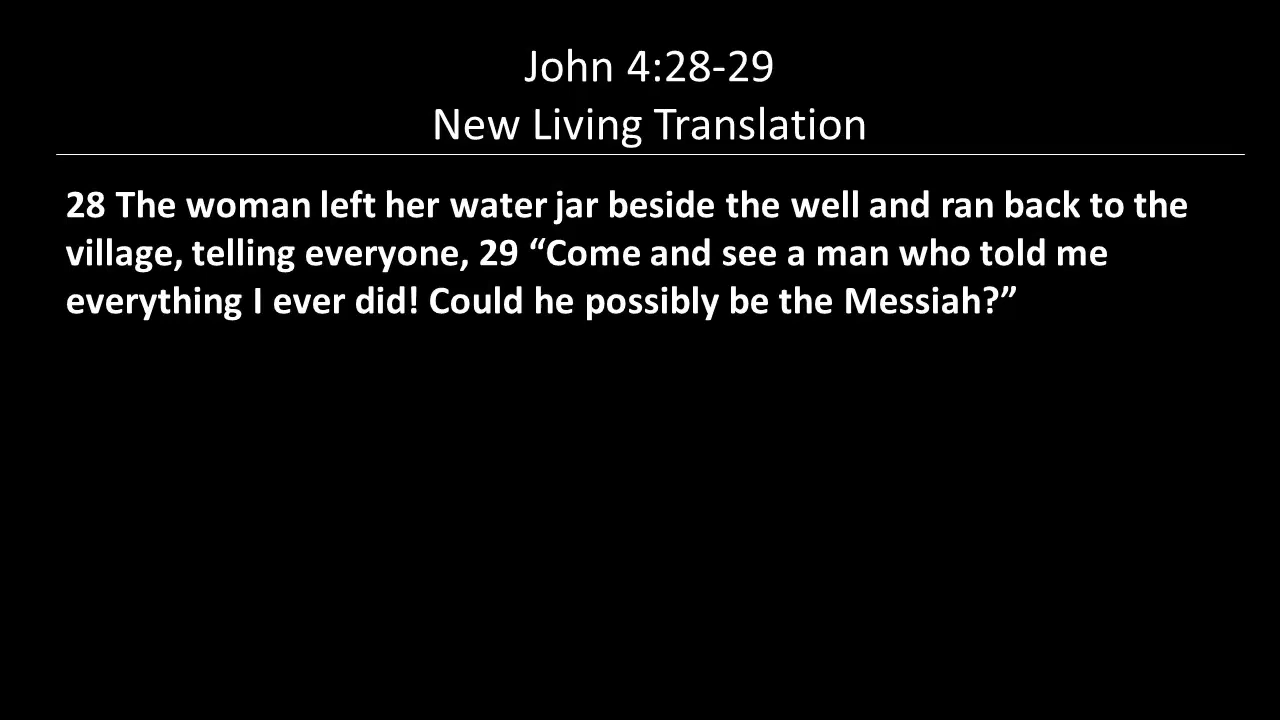 John 4:28-29
New Living Translation
28 The woman left her water jar beside the well and ran back to the
village, telling everyone, 29 “Come and see a man who told me
everything I ever did! Could he possibly be the Messiah?”